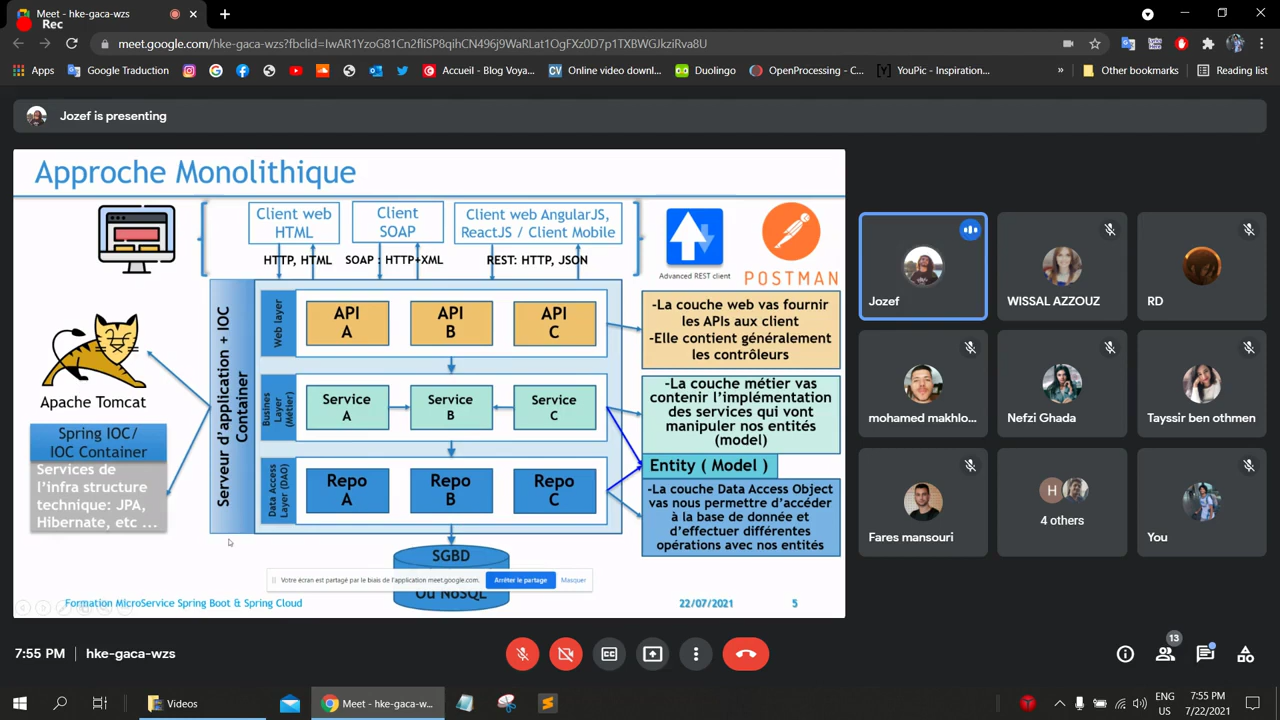 Meet - hke-gaca-wzs
Rec
meet.google.com/hke-gaca-wzs?fbclid=IwAR1YzoG81Cn2fliSP8qihCN496j9WaRLat1OgFXz0D7p1TXBWGJkziRva8U
Apps
Google Traduction
Accueil - Blog Voya...
Online video downl...
Duolingo
OpenProcessing - C...
YouPic - Inspiration...
»
Other bookmarks
Reading list
Jozef is presenting
Approche Monolithique
Client web
HTML
Client
SOAP
Client web AngularJS,
ReactJS / Client Mobile
HTTP, HTML
SOAP : HTTP+XML
REST: HTTP, JSON
Advanced REST client
POSTMAN
Apache Tomcat
Spring IOC/
IOC Container
Services de
l'infra structure
technique: JPA,
Hibernate, etc ...
Serveur d'application + IOC
Container
Web layer
API
A
API
B
API
C
Busines
Layer
(Métier)
Service
A
Service
B
Service
C
Data Access
Layer (DAO)
Repo
A
Repo
B
Repo
C
-La couche web vas fournir
les APIs aux client
-Elle contient généralement
les contrôleurs
-La couche métier vas
contenir l'implémentation
des services qui vont
manipuler nos entités
(model)
Entity ( Model )
-La couche Data Access Object
vas nous permettre d'accéder
à la base de donnée et
d'effectuer différentes
opérations avec nos entités
SGBD
Votre écran est partagé par le biais de l'application meet.google.com.
Arrêter le partage
Masquer
Ou NoSQL
Formation MicroService Spring Boot & Spring Cloud
22/07/2021
5
Jozef
WISSAL AZZOUZ
RD
mohamed makhlo...
Nefzi Ghada
Tayssir ben othmen
Fares mansouri
H
4 others
You
7:55 PM | hke-gaca-wzs
13
Videos
Meet - hke-gaca-w...
ENG
US
7:55 PM
7/22/2021